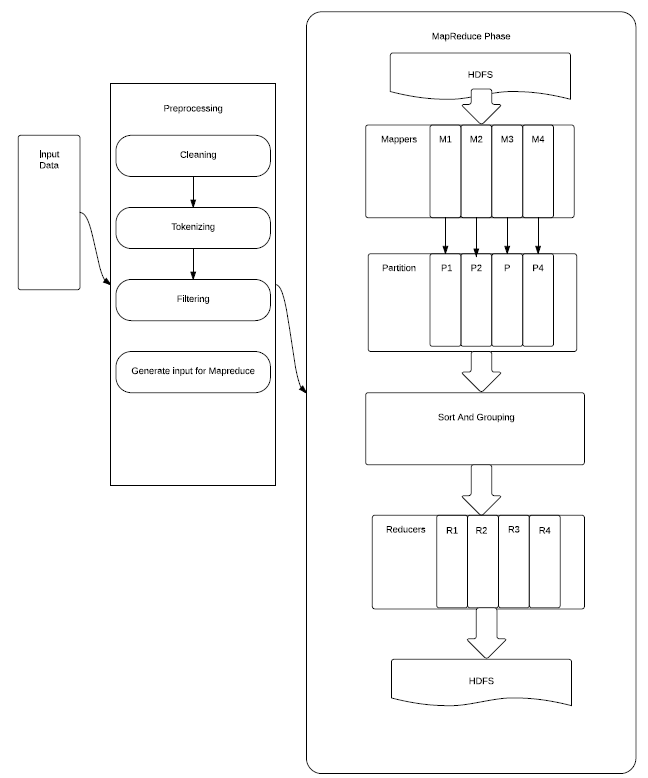 Input
Data
Preprocessing
Cleaning
Tokenizing
Filtering
Generate input for Mapreduce
MapReduce Phase
HDFS
Mappers M1 M2 M3 M4
Partition P1 P2 P P4
Sort And Grouping
Reducers R1 R2 R3 R4
HDFS